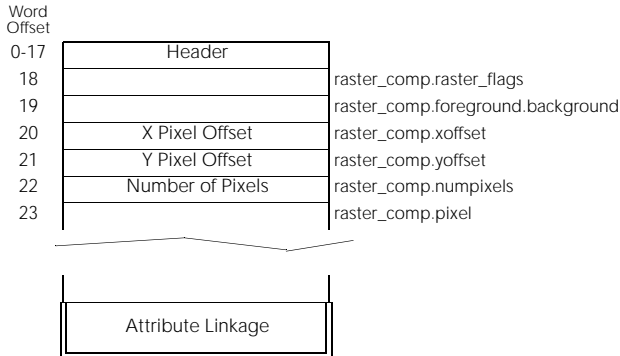 Word
Offset
0-17 Header
18 raster_comp.raster_flags
19 raster_comp.foreground.background
20 X Pixel Offset raster_comp.xoffset
21 Y Pixel Offset raster_comp.yoffset
22 Number of Pixels raster_comp.numpixels
23 raster_comp.pixel
Attribute Linkage